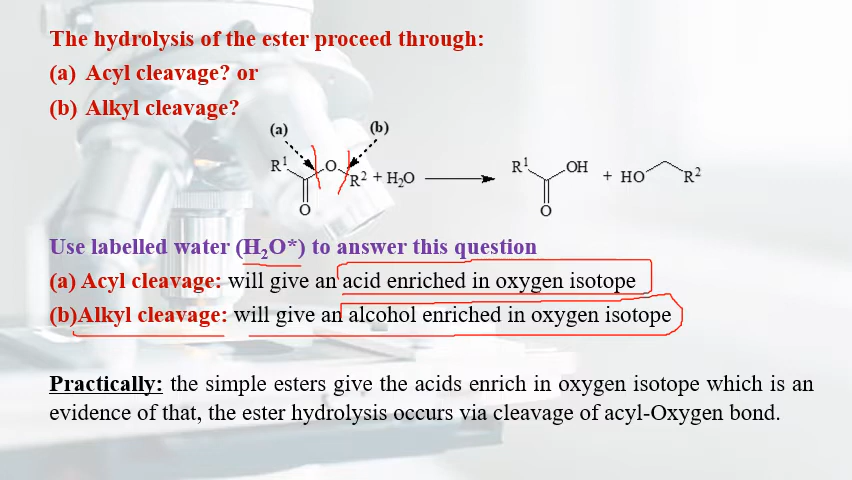 The hydrolysis of the ester proceed through:
(a) Acyl cleavage? or
(b) Alkyl cleavage?
(a) (b)
R¹ O R² + H₂O R¹ OH + HO R²
O O
Use labelled water (H₂O*) to answer this question
(a) Acyl cleavage: will give an acid enriched in oxygen isotope
(b)Alkyl cleavage: will give an alcohol enriched in oxygen isotope
Practically: the simple esters give the acids enrich in oxygen isotope which is an
evidence of that, the ester hydrolysis occurs via cleavage of acyl-Oxygen bond.